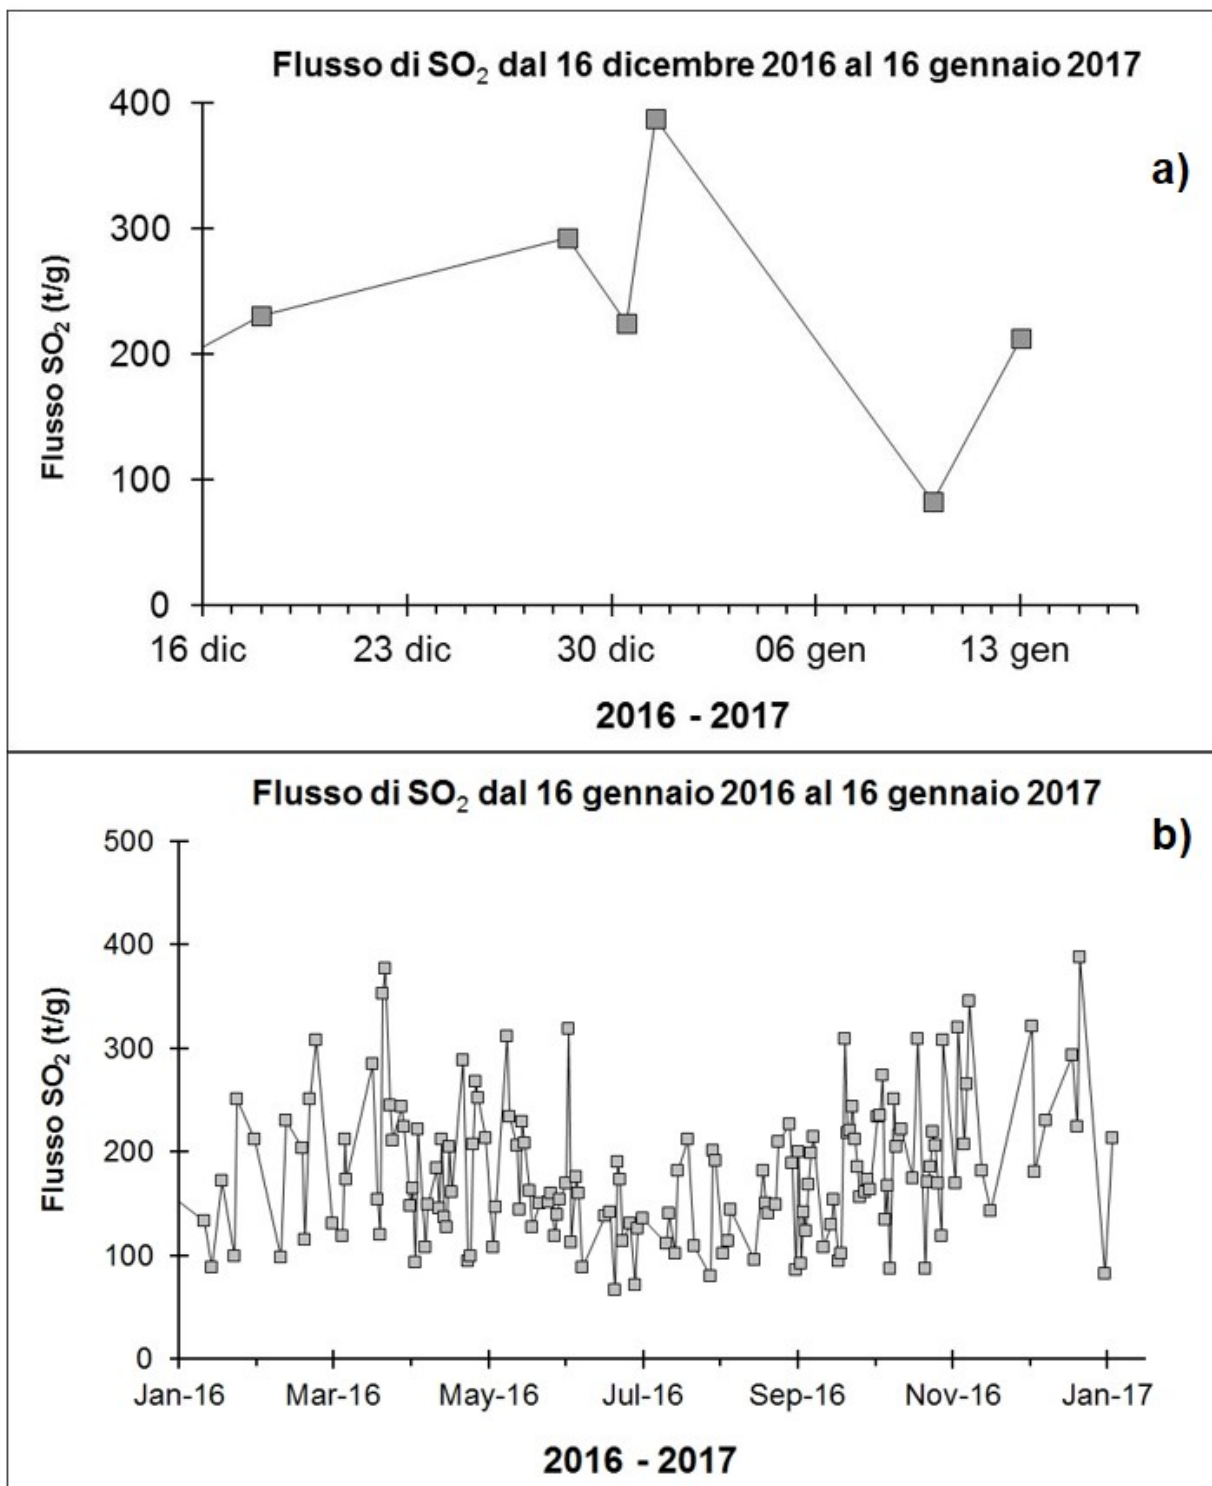 Flusso di SO₂ dal 16 dicembre 2016 al 16 gennaio 2017
a)
400
300
200
100
0
Flusso SO₂ (t/g)
16 dic 23 dic 30 dic 06 gen 13 gen
2016 - 2017
Flusso di SO₂ dal 16 gennaio 2016 al 16 gennaio 2017
b)
500
400
300
200
100
0
Flusso SO₂ (t/g)
Jan-16 Mar-16 May-16 Jul-16 Sep-16 Nov-16 Jan-17
2016 - 2017